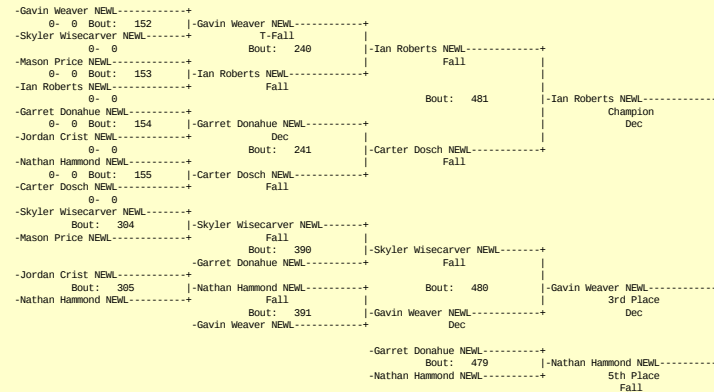 -Gavin Weaver NEWL-----------+
0- 0 Bout: 152 |-Gavin Weaver NEWL-----------+
-Skyler Wisecarver NEWL------+ T-Fall |
0- 0 Bout: 240 |-Ian Roberts NEWL------------+
-Mason Price NEWL------------+ | Fall |
0- 0 Bout: 153 |-Ian Roberts NEWL------------+ |
-Ian Roberts NEWL------------+ Fall |
0- 0 Bout: 481 |-Ian Roberts NEWL------------
-Garret Donahue NEWL---------+ | Champion
0- 0 Bout: 154 |-Garret Donahue NEWL---------+ | Dec
-Jordan Crist NEWL-----------+ Dec | |
0- 0 Bout: 241 |-Carter Dosch NEWL-----------+
-Nathan Hammond NEWL---------+ | Fall
0- 0 Bout: 155 |-Carter Dosch NEWL-----------+
-Carter Dosch NEWL-----------+ Fall
0- 0
-Skyler Wisecarver NEWL------+
Bout: 304 |-Skyler Wisecarver NEWL------+
-Mason Price NEWL------------+ Fall |
Bout: 390 |-Skyler Wisecarver NEWL------+
-Garret Donahue NEWL---------+ Fall |
-Jordan Crist NEWL-----------+ |
Bout: 305 |-Nathan Hammond NEWL---------+ Bout: 480 |-Gavin Weaver NEWL-----------
-Nathan Hammond NEWL---------+ Fall | | 3rd Place
Bout: 391 |-Gavin Weaver NEWL-----------+ Dec
-Gavin Weaver NEWL-----------+ Dec
-Garret Donahue NEWL---------+
Bout: 479 |-Nathan Hammond NEWL---------
-Nathan Hammond NEWL---------+ 5th Place
Fall